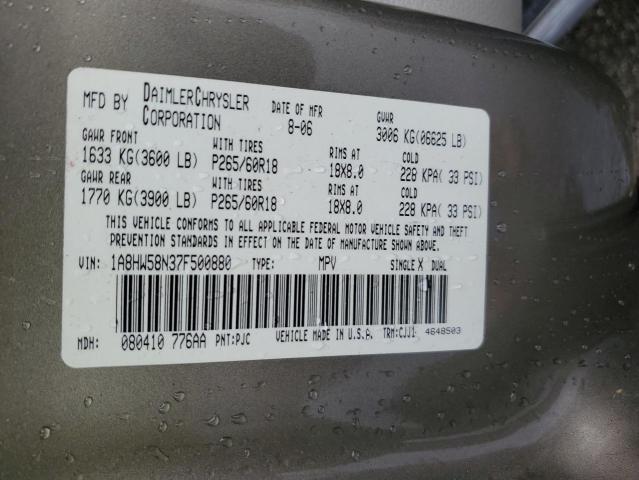 MFD BY DAIMLERCHRYSLER CORPORATION DATE OF MFR 8-06 GVWR 3006 KG(06625 LB)
GAWR FRONT WITH TIRES RIMS AT COLD
1633 KG(3600 LB) P265/60R18 18X8.0 228 KPA( 33 PSI)
GAWR REAR WITH TIRES RIMS AT COLD
1770 KG(3900 LB) P265/60R18 18X8.0 228 KPA( 33 PSI)
THIS VEHICLE CONFORMS TO ALL APPLICABLE FEDERAL MOTOR VEHICLE SAFETY AND THEFT
PREVENTION STANDARDS IN EFFECT ON THE DATE OF MANUFACTURE SHOWN ABOVE.
VIN: 1A8HW58N37F500880 TYPE: MPV SINGLE X DUAL
MDH: 080410 776AA PNT:PJC VEHICLE MADE IN U.S.A. TRM:CJJ1 4648503